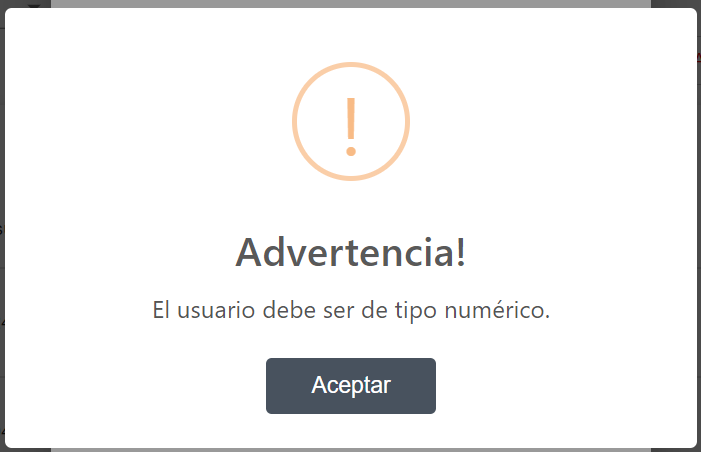 !
Advertencia!
El usuario debe ser de tipo numérico.
Aceptar